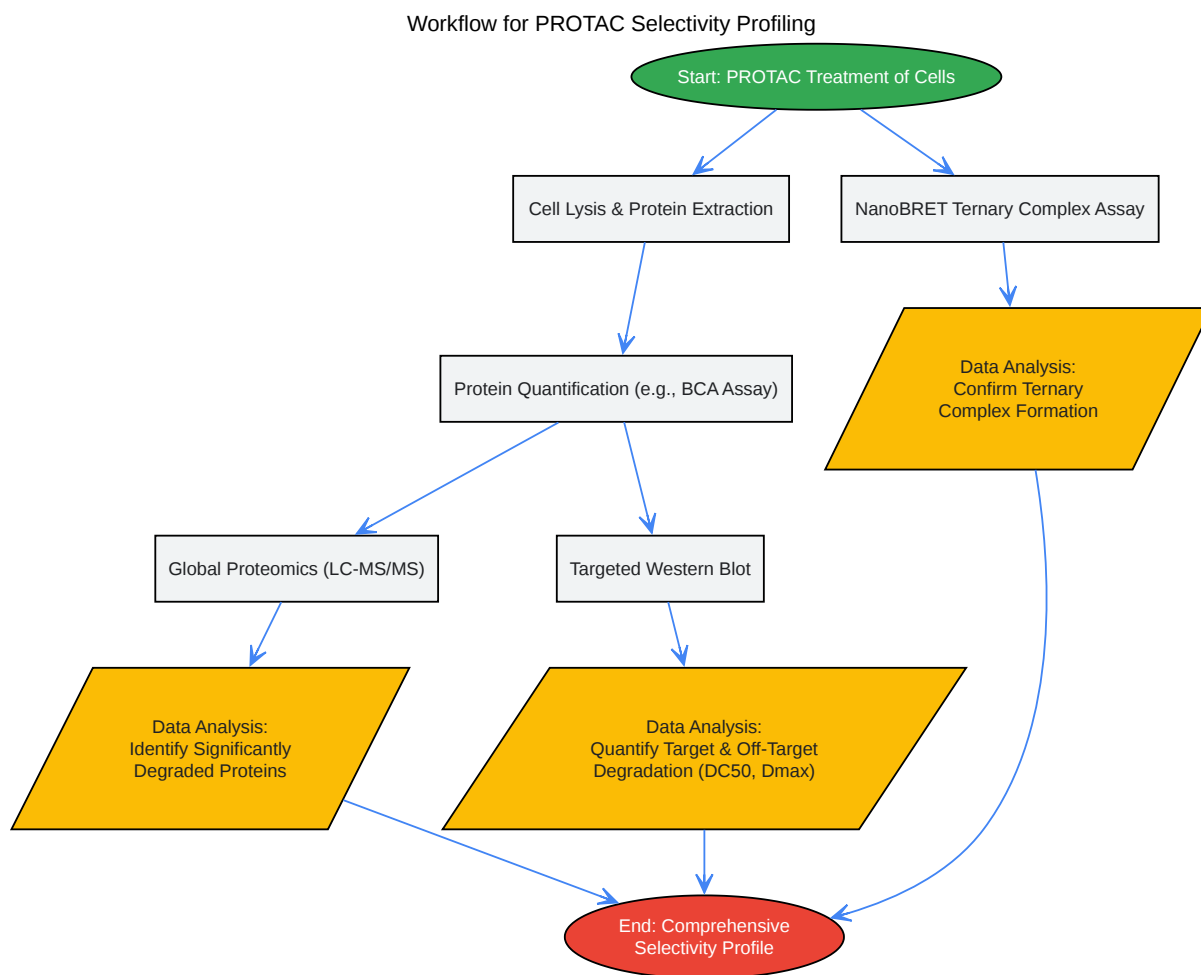 Workflow for PROTAC Selectivity Profiling
Start: PROTAC Treatment of Cells
Cell Lysis & Protein Extraction
NanoBRET Ternary Complex Assay
Data Analysis:
Confirm Ternary
Complex Formation
Protein Quantification (e.g., BCA Assay)
Global Proteomics (LC-MS/MS)
Targeted Western Blot
Data Analysis:
Identify Significantly
Degraded Proteins
Data Analysis:
Quantify Target & Off-Target
Degradation (DC50, Dmax)
End: Comprehensive
Selectivity Profile